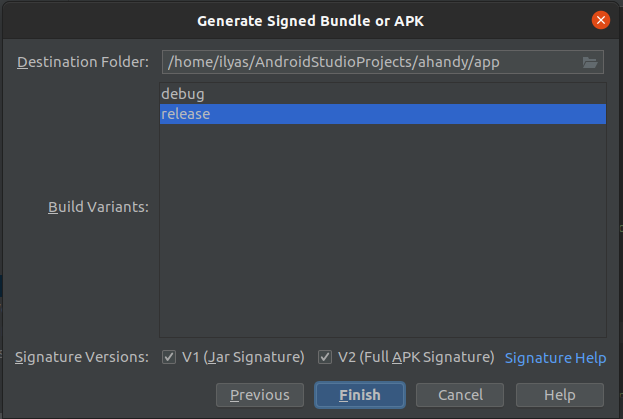 Generate Signed Bundle or APK
Destination Folder: /home/ilyas/AndroidStudioProjects/ahandy/app
debug
release
Build Variants:
Signature Versions: V1 (Jar Signature) V2 (Full APK Signature) Signature Help
Previous Finish Cancel Help